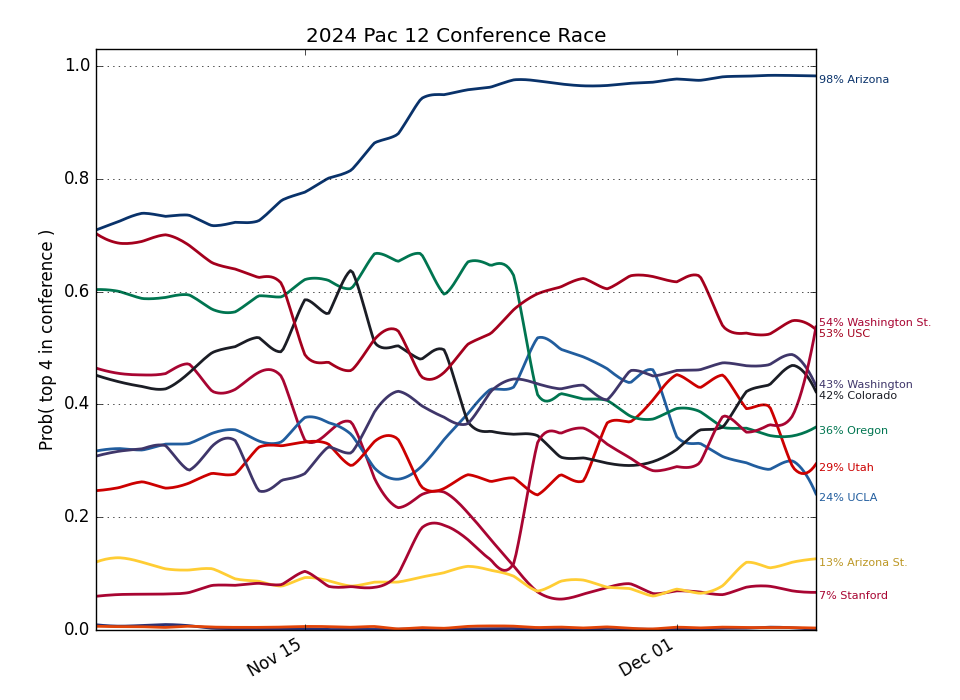 2024 Pac 12 Conference Race
Prob( top 4 in conference )
1.0
0.8
0.6
0.4
0.2
0.0
Nov 15
Dec 01
98% Arizona
54% Washington St.
53% USC
43% Washington
42% Colorado
36% Oregon
29% Utah
24% UCLA
13% Arizona St.
7% Stanford